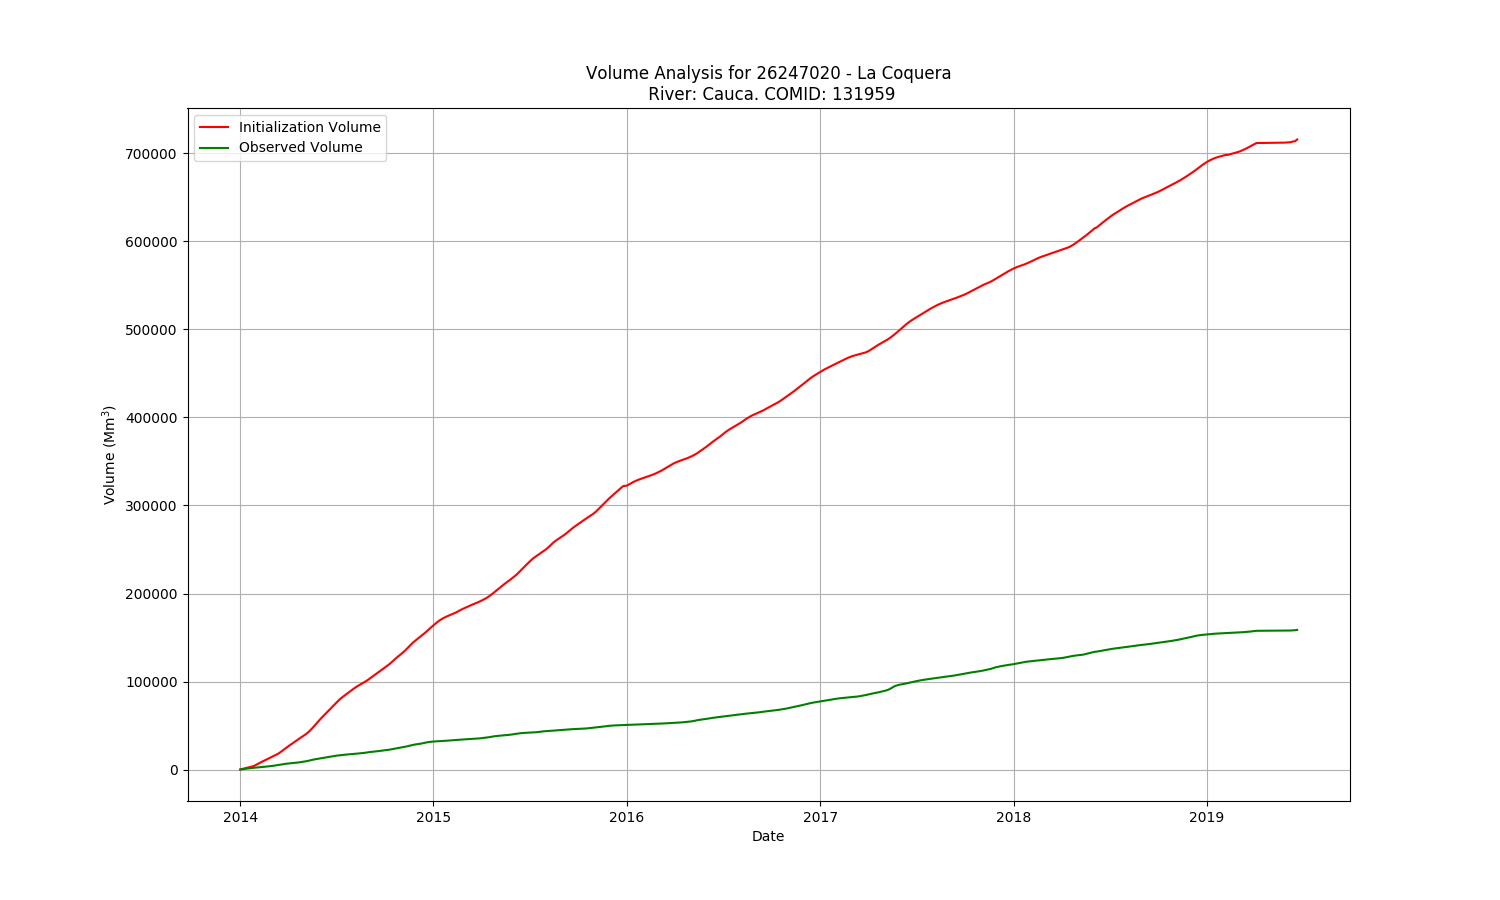 Volume Analysis for 26247020 - La Coquera
River: Cauca. COMID: 131959
Initialization Volume
Observed Volume
Volume (Mm³)
700000
600000
500000
400000
300000
200000
100000
0
2014 2015 2016 2017 2018 2019
Date